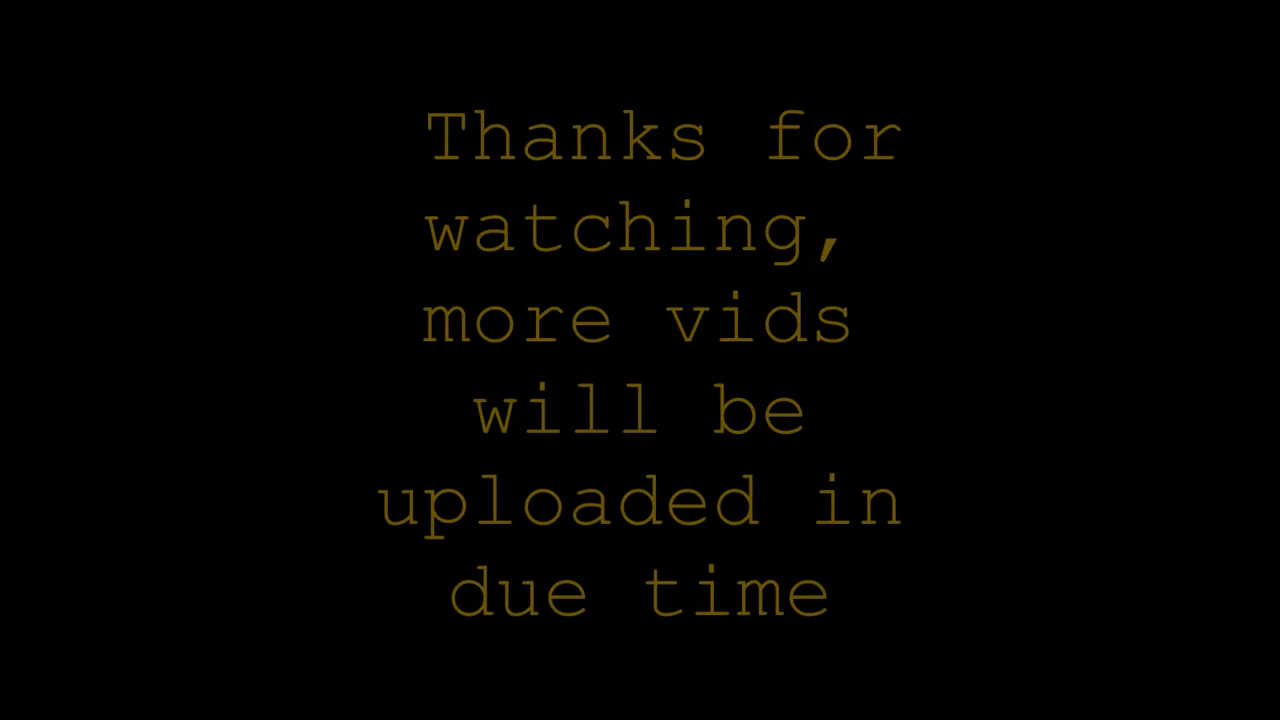 Thanks for
watching,
more vids
will be
uploaded in
due time